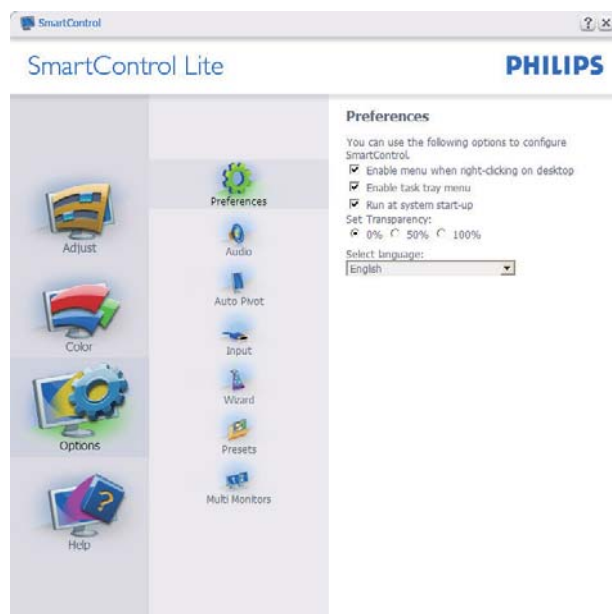 SmartControl
SmartControl Lite
PHILIPS
Adjust
Color
Options
Help
Preferences
Audio
Auto Pivot
Input
Wizard
Presets
Multi Monitors
Preferences
You can use the following options to configure
SmartControl.
Enable menu when right-clicking on desktop
Enable task tray menu
Run at system start-up
Set Transparency:
0% 50% 100%
Select language:
English